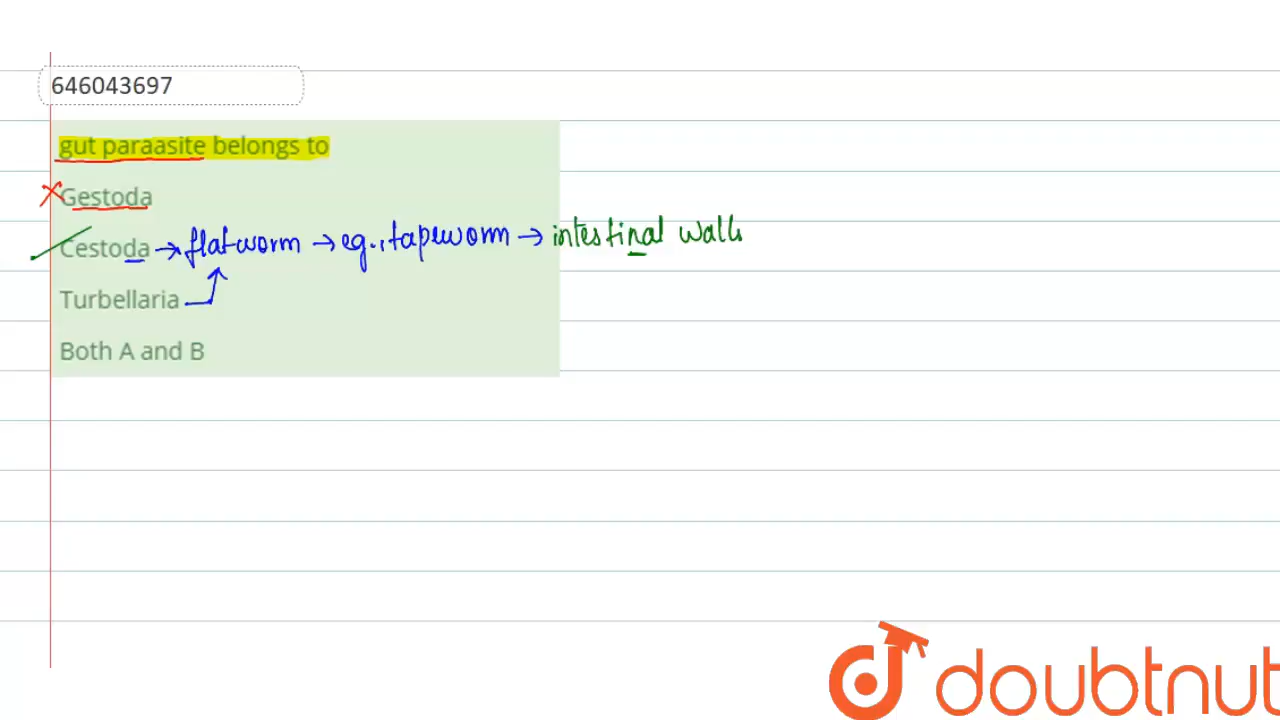 646043697
gut paraasite belongs to
Gestoda
Cestoda → flatworm → eg., tapeworm → intestinal walls
Turbellaria
Both A and B
doubtnut